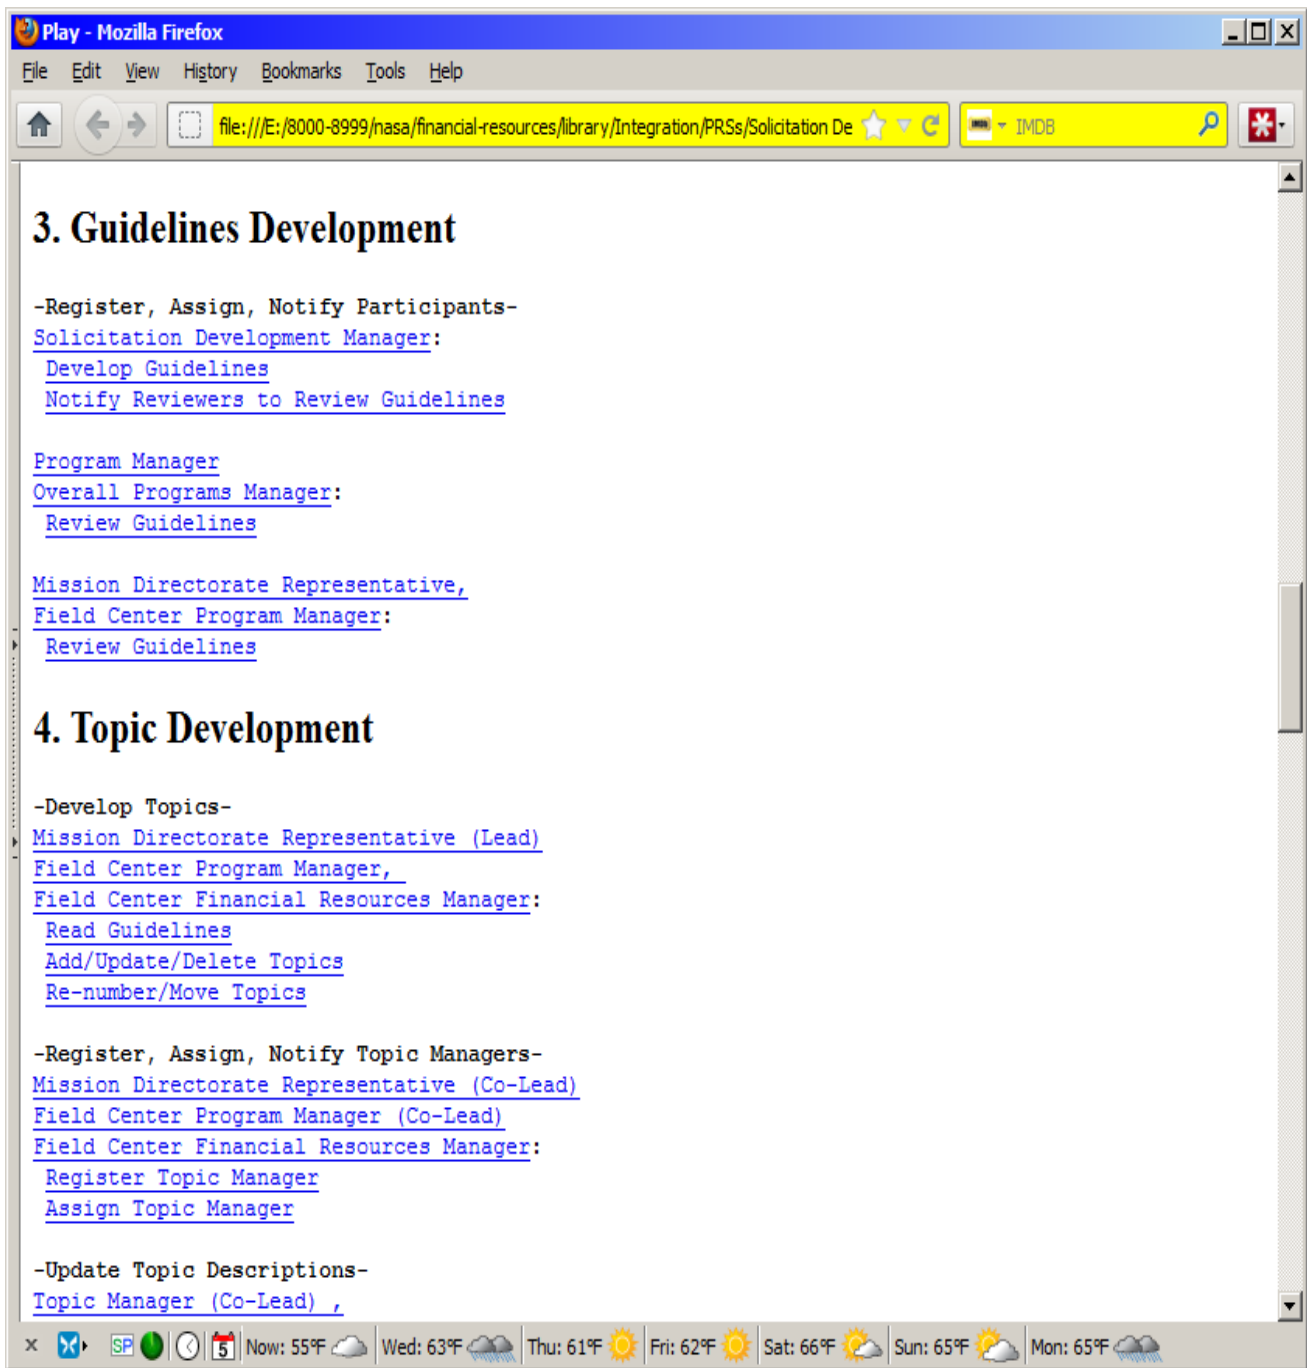 Play - Mozilla Firefox
File Edit View History Bookmarks Tools Help
file:///E:/8000-8999/nasa/financial-resources/library/Integration/PRSs/Solicitation De IMDB
3. Guidelines Development
-Register, Assign, Notify Participants-
Solicitation Development Manager:
Develop Guidelines
Notify Reviewers to Review Guidelines
Program Manager
Overall Programs Manager:
Review Guidelines
Mission Directorate Representative,
Field Center Program Manager:
Review Guidelines
4. Topic Development
-Develop Topics-
Mission Directorate Representative (Lead)
Field Center Program Manager,
Field Center Financial Resources Manager:
Read Guidelines
Add/Update/Delete Topics
Re-number/Move Topics
-Register, Assign, Notify Topic Managers-
Mission Directorate Representative (Co-Lead)
Field Center Program Manager (Co-Lead)
Field Center Financial Resources Manager:
Register Topic Manager
Assign Topic Manager
-Update Topic Descriptions-
Topic Manager (Co-Lead) ,
x SP 5 Now: 55°F Wed: 63°F Thu: 61°F Fri: 62°F Sat: 66°F Sun: 65°F Mon: 65°F